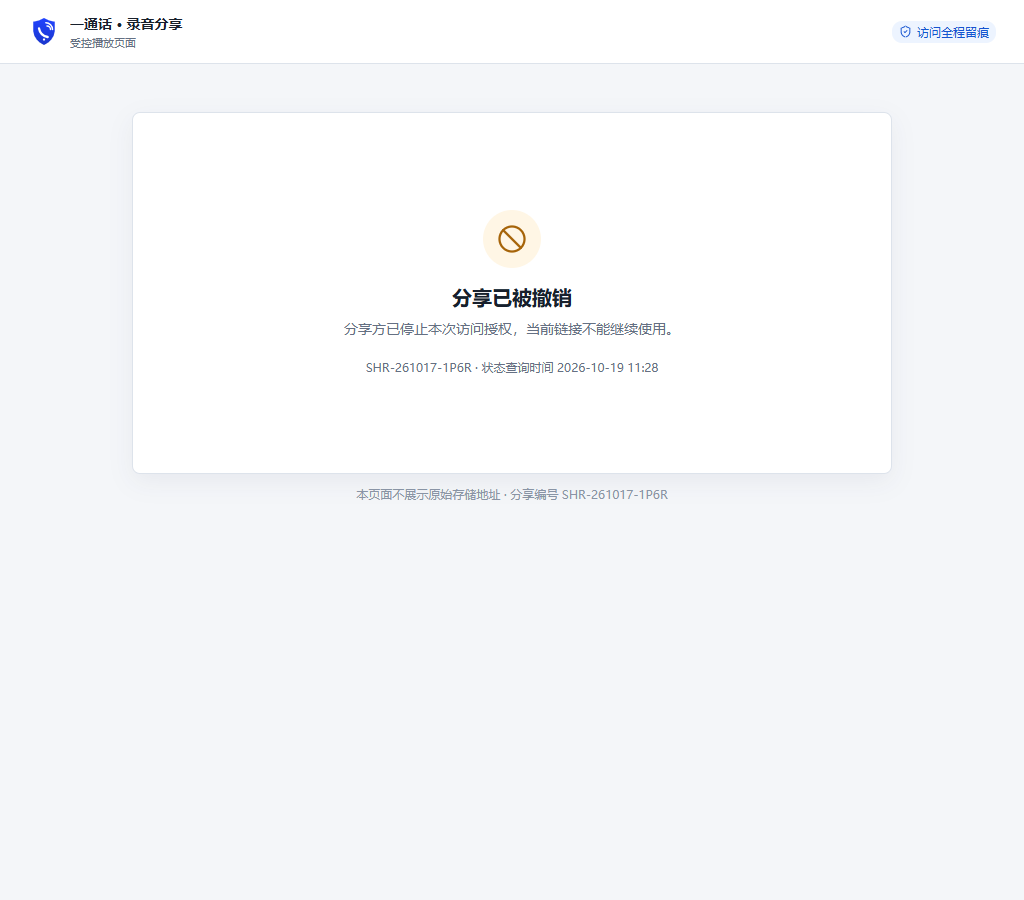 一通话 • 录音分享
受控播放页面
访问全程留痕
分享已被撤销
分享方已停止本次访问授权，当前链接不能继续使用。
SHR-261017-1P6R · 状态查询时间 2026-10-19 11:28
本页面不展示原始存储地址 · 分享编号 SHR-261017-1P6R